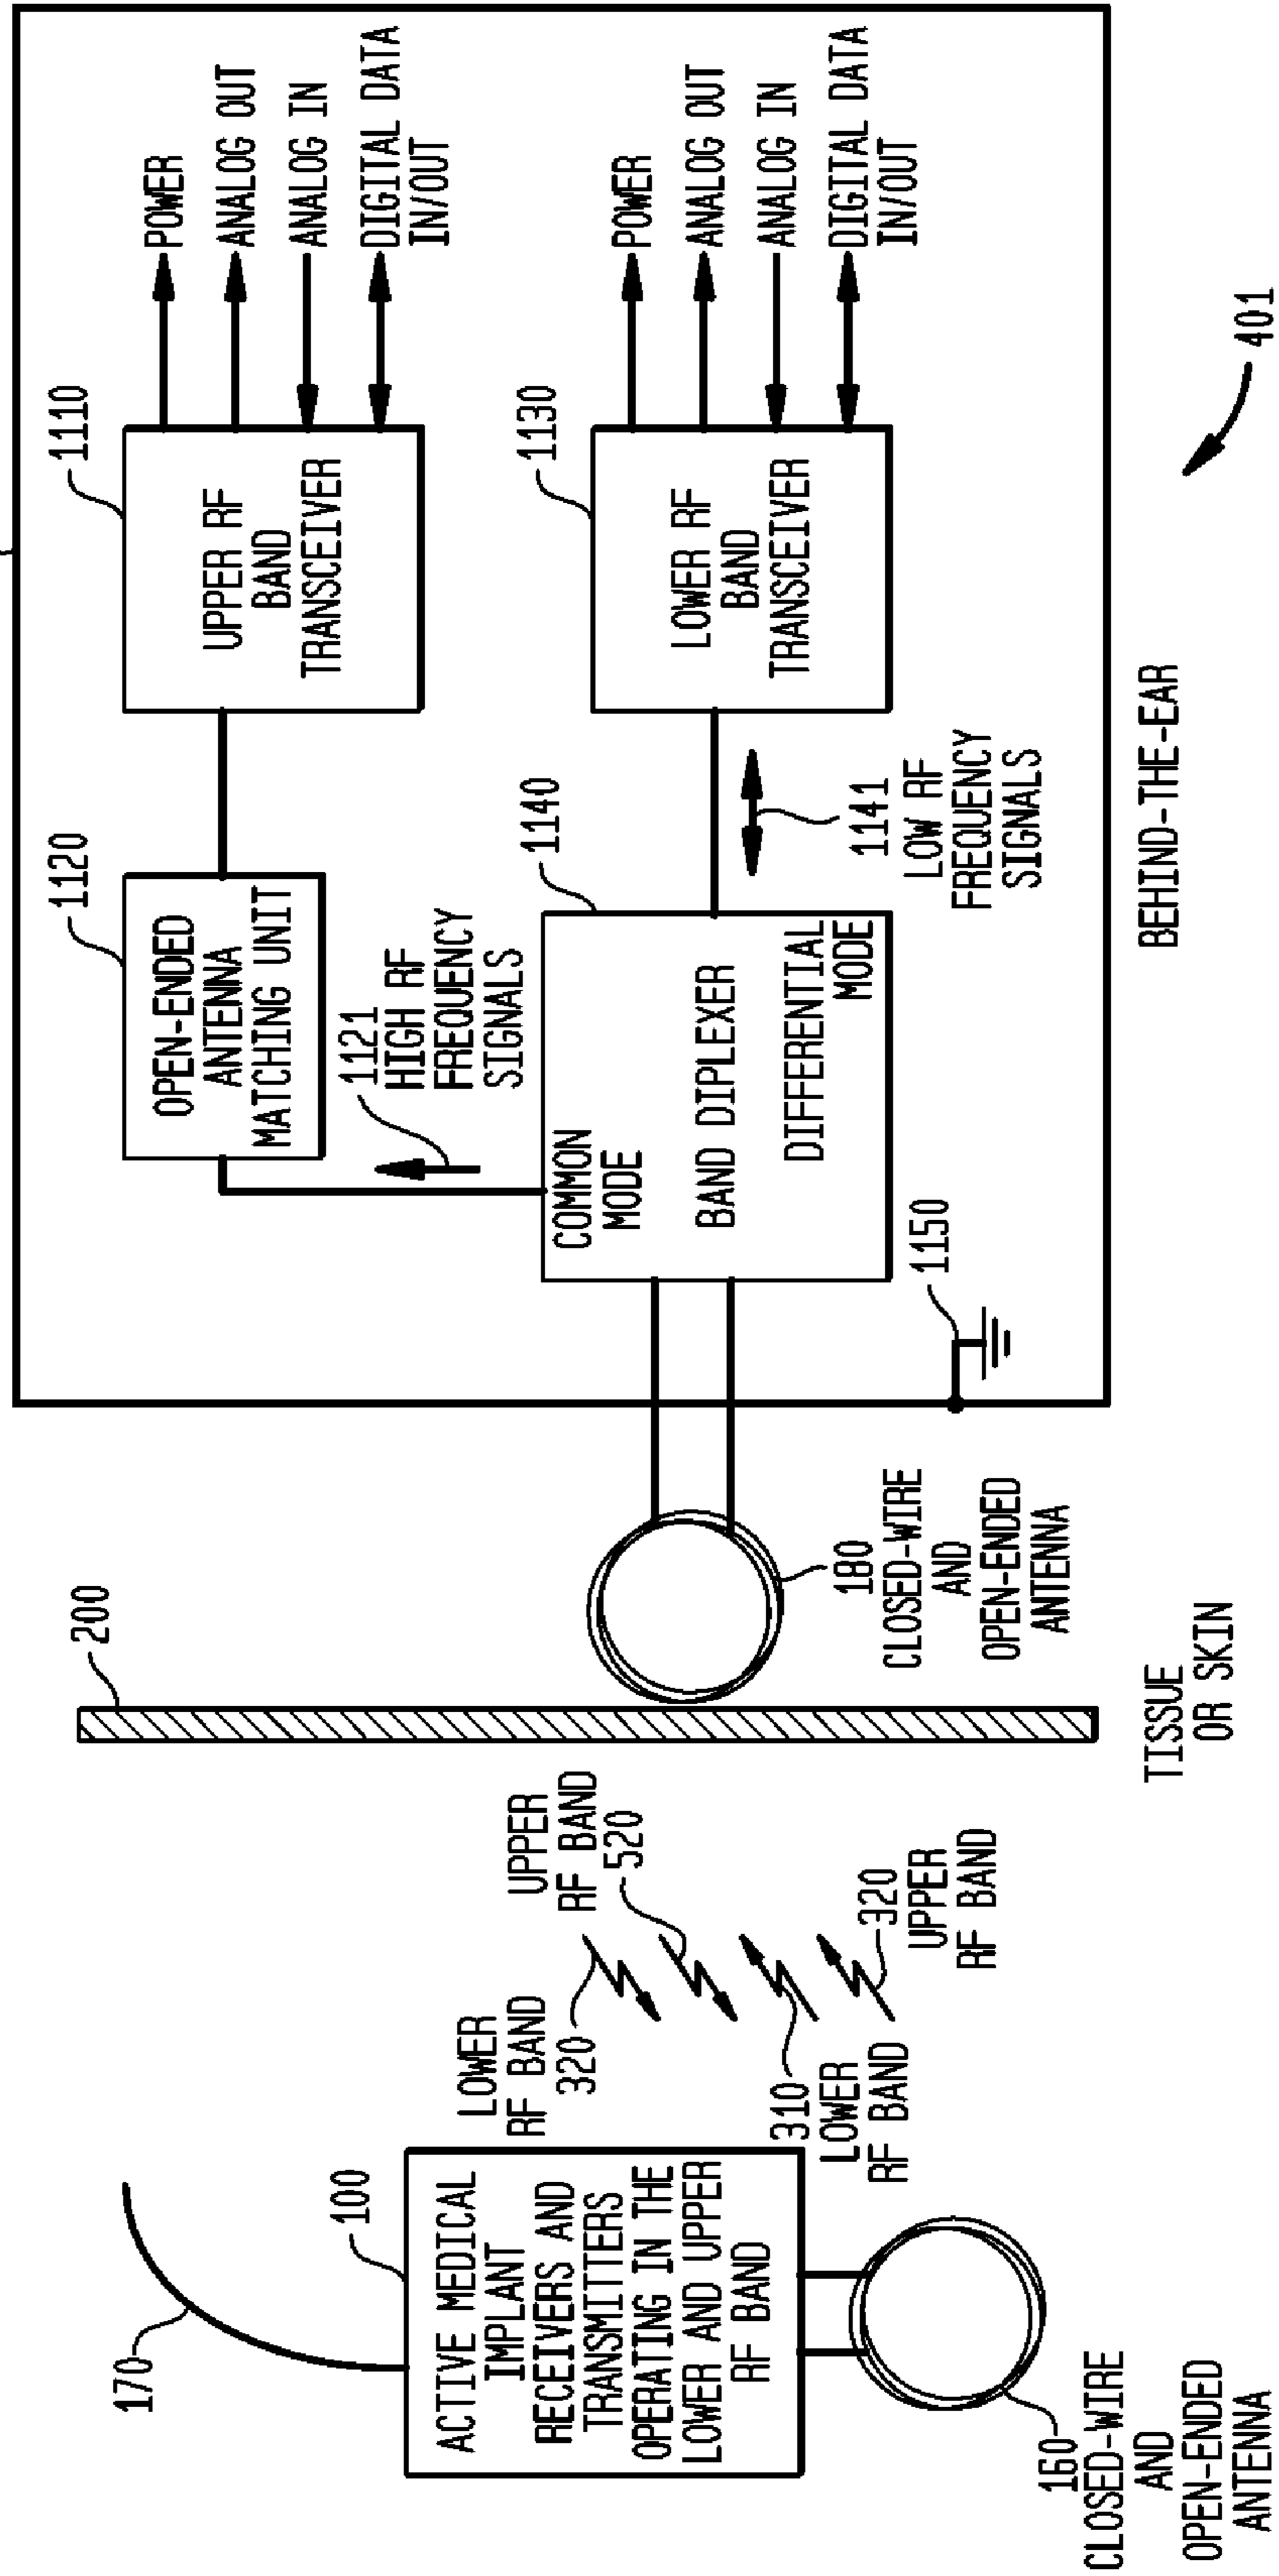 170
100
ACTIVE MEDICAL
IMPLANT
RECEIVERS AND
TRANSMITTERS
OPERATING IN THE
LOWER AND UPPER
RF BAND
160
CLOSED-WIRE
AND
OPEN-ENDED
ANTENNA
LOWER
RF BAND
320
UPPER
RF BAND
520
310
LOWER
RF BAND
320
UPPER
RF BAND
200
TISSUE
OR SKIN
180
CLOSED-WIRE
AND
OPEN-ENDED
ANTENNA
1120
OPEN-ENDED
ANTENNA
MATCHING UNIT
1121
HIGH RF
FREQUENCY
SIGNALS
1140
COMMON
MODE
BAND DIPLEXER
DIFFERENTIAL
MODE
1150
1141
LOW RF
FREQUENCY
SIGNALS
1110
UPPER RF
BAND
TRANSCEIVER
POWER
ANALOG OUT
ANALOG IN
DIGITAL DATA
IN/OUT
1130
LOWER RF
BAND
TRANSCEIVER
POWER
ANALOG OUT
ANALOG IN
DIGITAL DATA
IN/OUT
BEHIND-THE-EAR
401